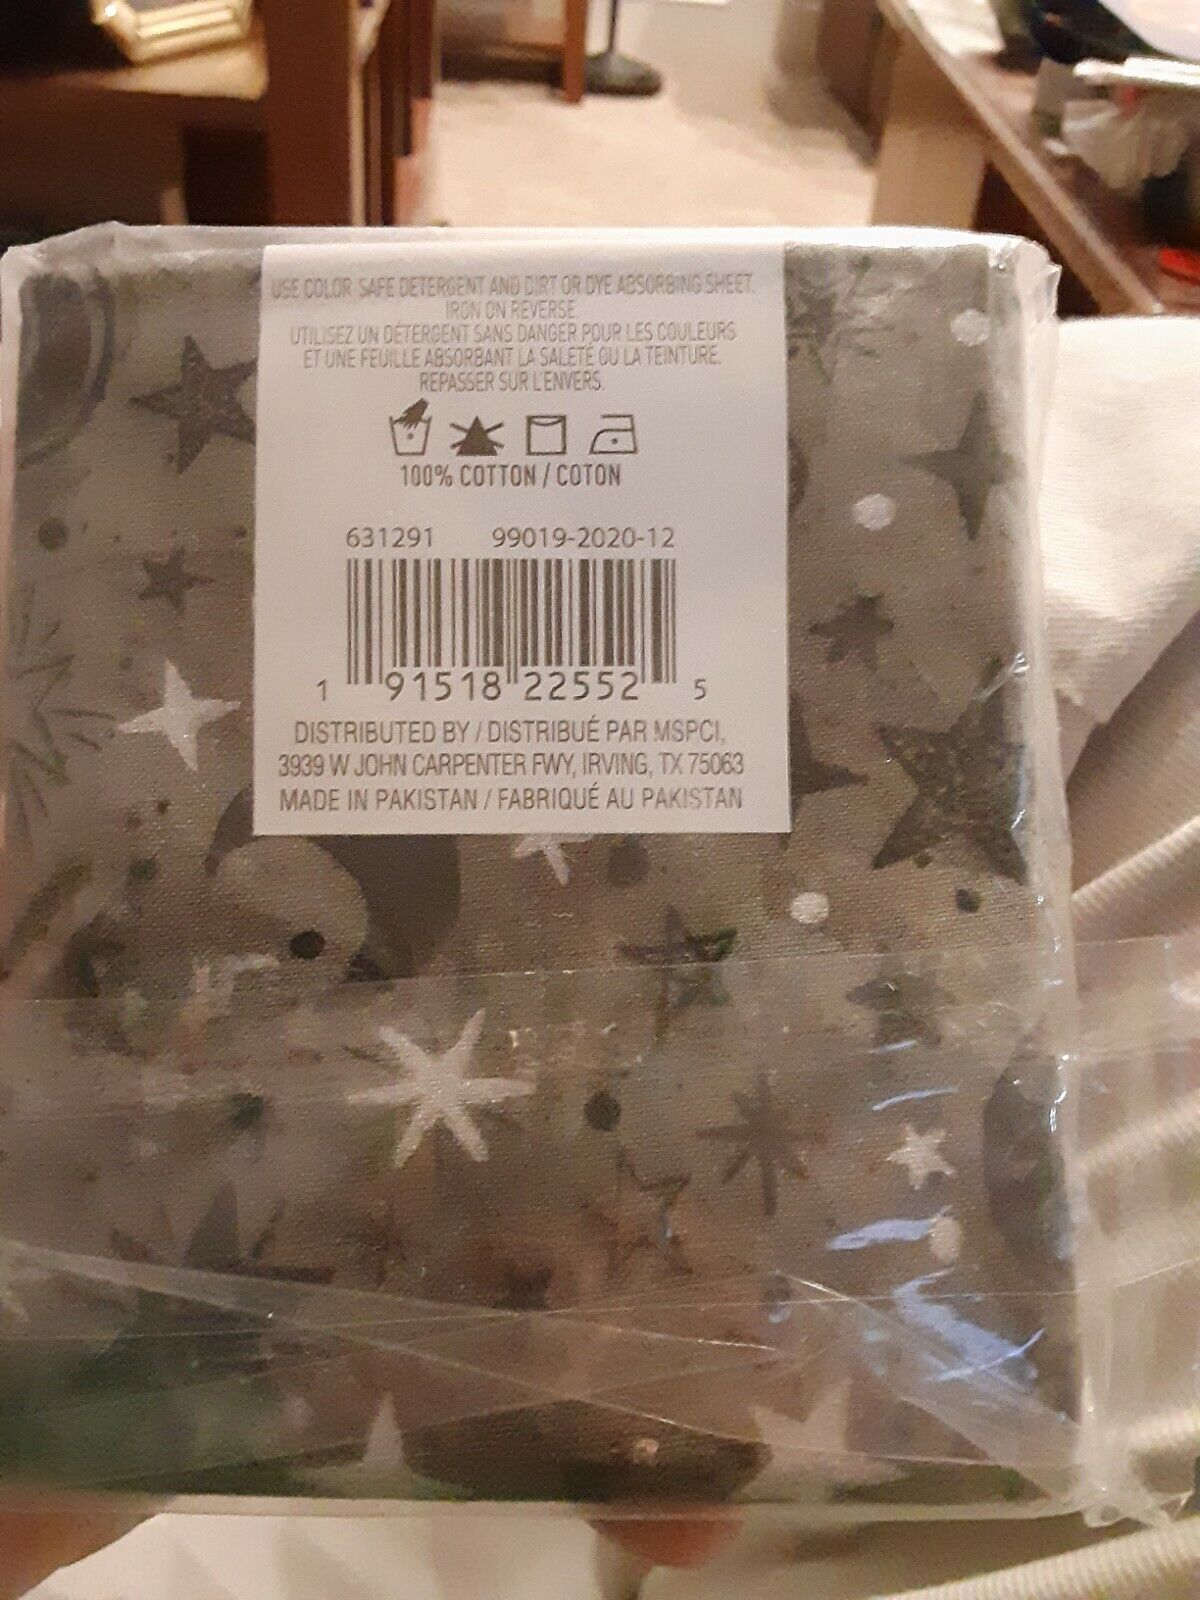 USE COLOR SAFE DETERGENT AND DIRT OR DYE ABSORBING SHEET.
IRON ON REVERSE.
UTILISEZ UN DÉTERGENT SANS DANGER POUR LES COULEURS
ET UNE FEUILLE ABSORBANT LA SALETÉ OU LA TEINTURE.
REPASSER SUR L'ENVERS.
100% COTTON / COTON
631291 99019-2020-12
1 91518 22552 5
DISTRIBUTED BY / DISTRIBUÉ PAR MSPCI,
3939 W JOHN CARPENTER FWY, IRVING, TX 75063
MADE IN PAKISTAN / FABRIQUÉ AU PAKISTAN